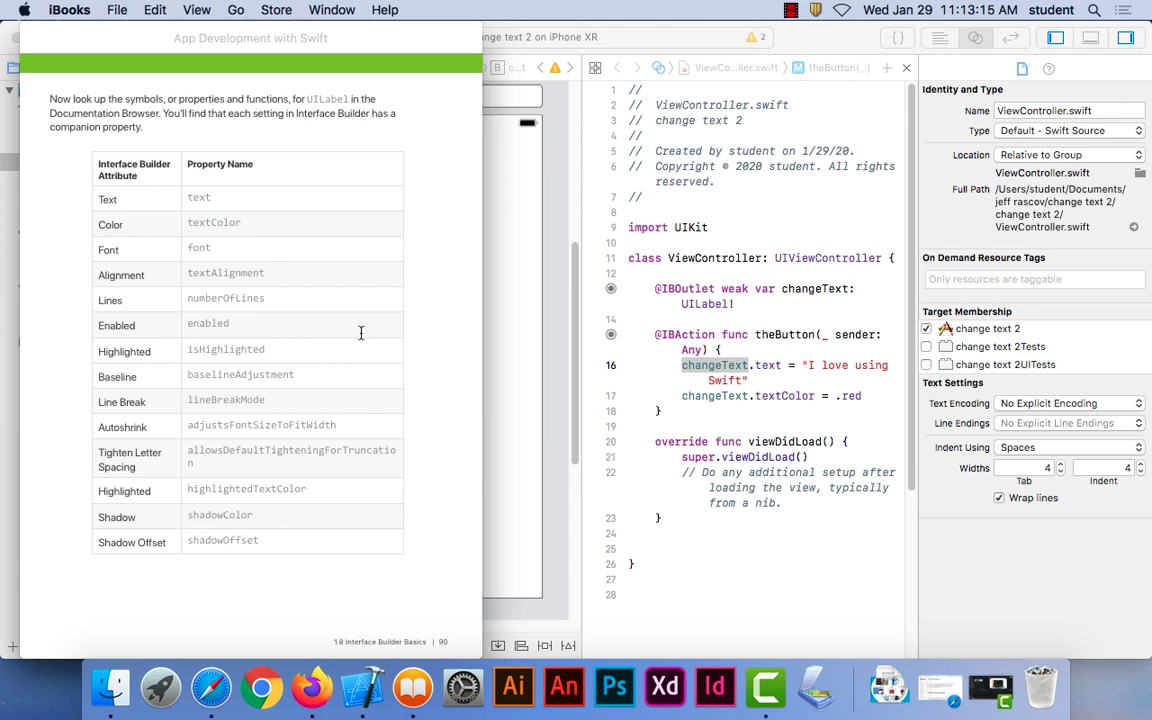 iBooks File Edit View Go Store Window Help Wed Jan 29 11:13:15 AM student
App Development with Swift
Now look up the symbols, or properties and functions, for UILabel in the
Documentation Browser. You'll find that each setting in Interface Builder has a
companion property.
Interface Builder Attribute Property Name
Text text
Color textColor
Font font
Alignment textAlignment
Lines numberOfLines
Enabled enabled
Highlighted isHighlighted
Baseline baselineAdjustment
Line Break lineBreakMode
Autoshrink adjustsFontSizeToFitWidth
Tighten Letter Spacing allowsDefaultTighteningForTruncation
Highlighted highlightedTextColor
Shadow shadowColor
Shadow Offset shadowOffset
1.8 Interface Builder Basics | 90
nge text 2 on iPhone XR 2
B c...t ViewCo...ller.swift M theButton(_:)
1 //
2 // ViewController.swift
3 // change text 2
4 //
5 // Created by student on 1/29/20.
6 // Copyright © 2020 student. All rights
reserved.
7 //
8
9 import UIKit
10
11 class ViewController: UIViewController {
12
13 @IBOutlet weak var changeText:
UILabel!
14
15 @IBAction func theButton(_ sender:
Any) {
16 changeText.text = "I love using
Swift"
17 changeText.textColor = .red
18 }
19
20 override func viewDidLoad() {
21 super.viewDidLoad()
22 // Do any additional setup after
loading the view, typically
from a nib.
23 }
24
25
26 }
27
28
Identity and Type
Name ViewController.swift
Type Default - Swift Source
Location Relative to Group
ViewController.swift
Full Path /Users/student/Documents/
jeff rascov/change text 2/
change text 2/
ViewController.swift
On Demand Resource Tags
Only resources are taggable
Target Membership
change text 2
change text 2Tests
change text 2UITests
Text Settings
Text Encoding No Explicit Encoding
Line Endings No Explicit Line Endings
Indent Using Spaces
Widths 4 4
Tab Indent
Wrap lines
Ai An Ps Xd Id C